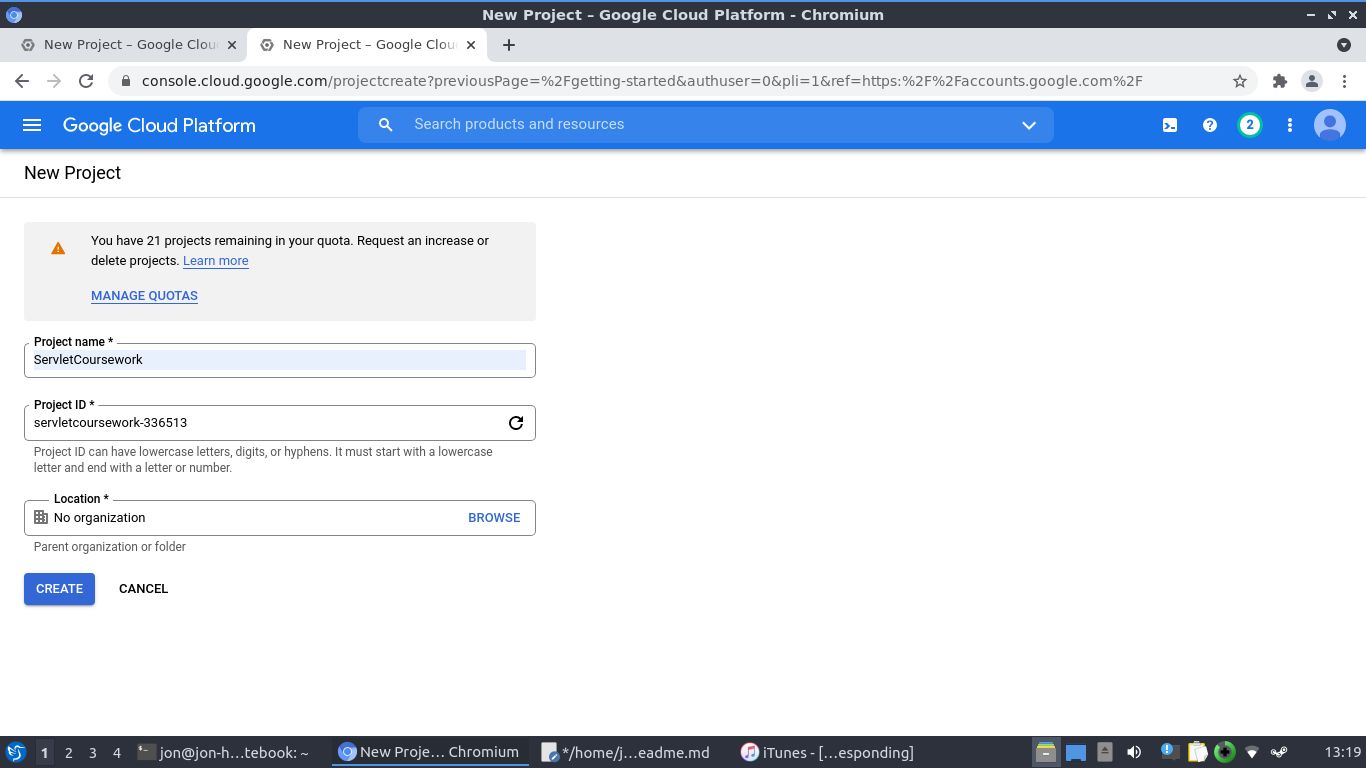 New Project – Google Cloud Platform - Chromium
New Project – Google Clou
New Project – Google Clou
console.cloud.google.com/projectcreate?previousPage=%2Fgetting-started&authuser=0&pli=1&ref=https:%2F%2Faccounts.google.com%2F
Google Cloud Platform
Search products and resources
2
New Project
You have 21 projects remaining in your quota. Request an increase or
delete projects. Learn more
MANAGE QUOTAS
Project name *
ServletCoursework
Project ID *
servletcoursework-336513
Project ID can have lowercase letters, digits, or hyphens. It must start with a lowercase
letter and end with a letter or number.
Location *
No organization
BROWSE
Parent organization or folder
CREATE
CANCEL
1 2 3 4 jon@jon-h...tebook: ~ New Proje... Chromium */home/j...eadme.md iTunes - [...esponding] 13:19